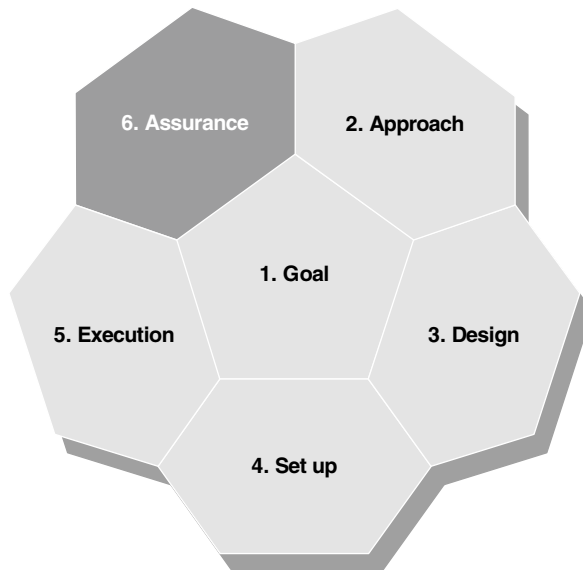 6. Assurance
2. Approach
1. Goal
5. Execution
3. Design
4. Set up